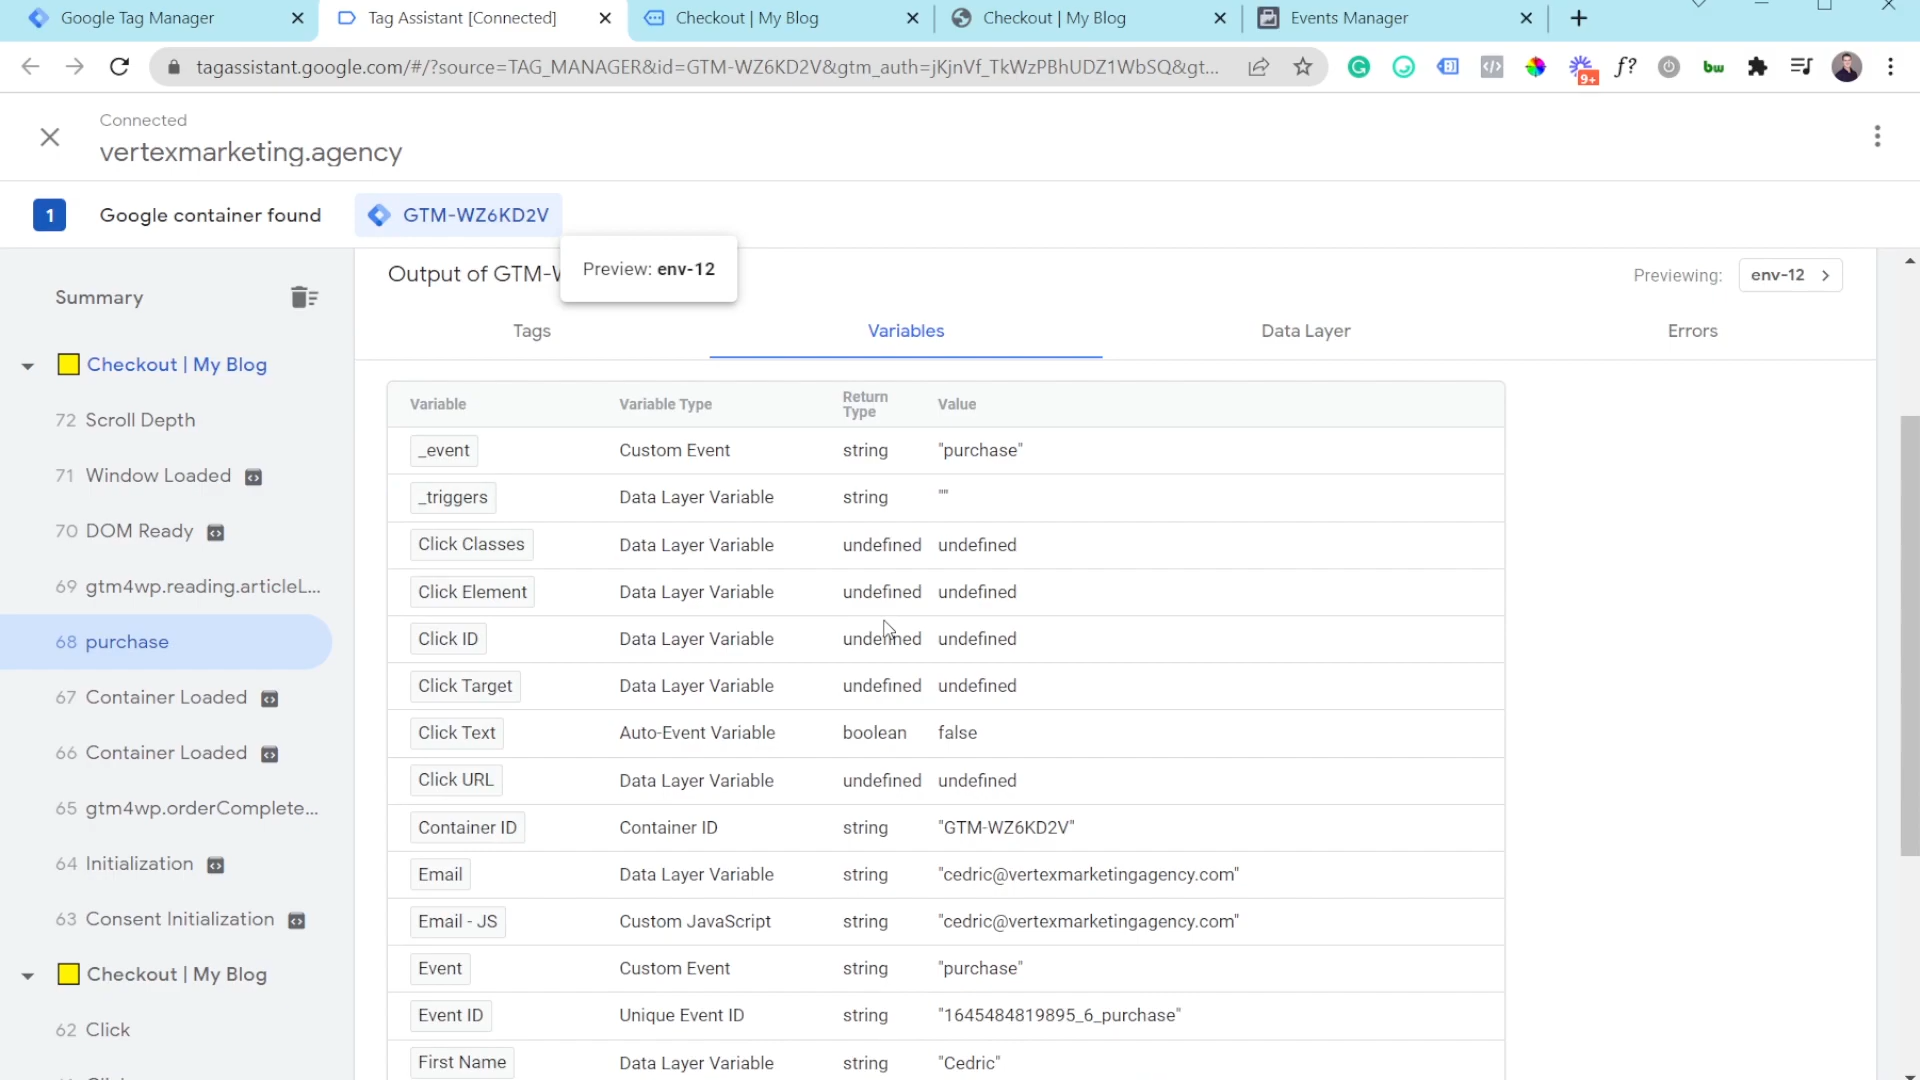 Google Tag Manager
Tag Assistant [Connected]
Checkout | My Blog
Checkout | My Blog
Events Manager
tagassistant.google.com/#/?source=TAG_MANAGER&id=GTM-WZ6KD2V&gtm_auth=jKjnVf_TkWzPBhUDZ1WbSQ&gt...
9+
f?
bw
Connected
vertexmarketing.agency
1
Google container found
GTM-WZ6KD2V
Preview: env-12
Output of GTM-W
Previewing:
env-12
Summary
Tags
Variables
Data Layer
Errors
Checkout | My Blog
72 Scroll Depth
71 Window Loaded
70 DOM Ready
69 gtm4wp.reading.articleL...
68 purchase
67 Container Loaded
66 Container Loaded
65 gtm4wp.orderComplete...
64 Initialization
63 Consent Initialization
Checkout | My Blog
62 Click
Variable Variable Type Return Type Value
_event Custom Event string "purchase"
_triggers Data Layer Variable string ""
Click Classes Data Layer Variable undefined undefined
Click Element Data Layer Variable undefined undefined
Click ID Data Layer Variable undefined undefined
Click Target Data Layer Variable undefined undefined
Click Text Auto-Event Variable boolean false
Click URL Data Layer Variable undefined undefined
Container ID Container ID string "GTM-WZ6KD2V"
Email Data Layer Variable string "cedric@vertexmarketingagency.com"
Email - JS Custom JavaScript string "cedric@vertexmarketingagency.com"
Event Custom Event string "purchase"
Event ID Unique Event ID string "1645484819895_6_purchase"
First Name Data Layer Variable string "Cedric"